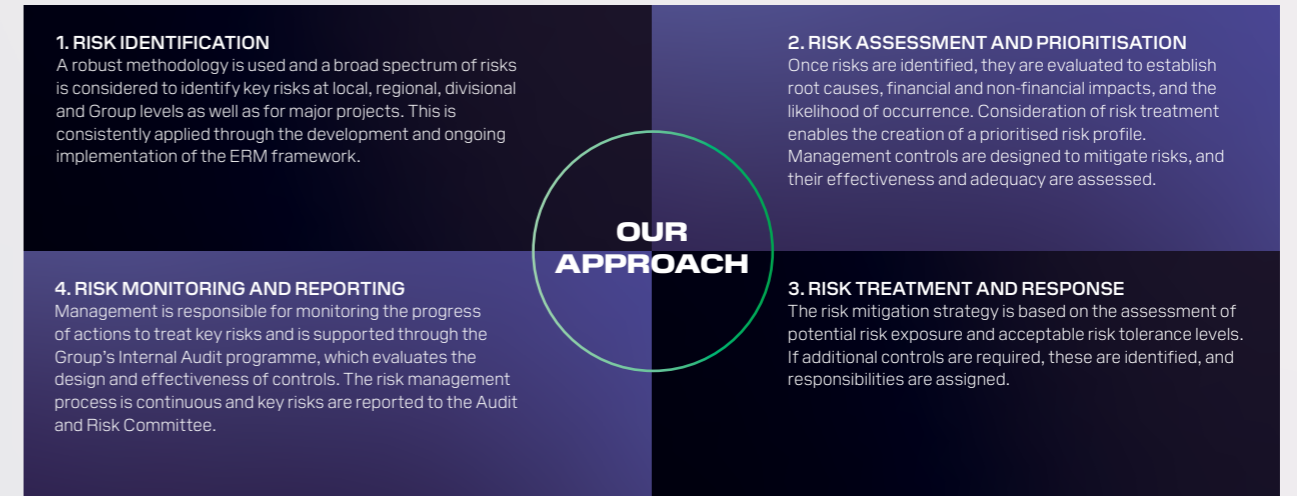 1. RISK IDENTIFICATION
A robust methodology is used and a broad spectrum of risks
is considered to identify key risks at local, regional, divisional
and Group levels as well as for major projects. This is
consistently applied through the development and ongoing
implementation of the ERM framework.
2. RISK ASSESSMENT AND PRIORITISATION
Once risks are identified, they are evaluated to establish
root causes, financial and non-financial impacts, and the
likelihood of occurrence. Consideration of risk treatment
enables the creation of a prioritised risk profile.
Management controls are designed to mitigate risks, and
their effectiveness and adequacy are assessed.
OUR
APPROACH
3. RISK TREATMENT AND RESPONSE
The risk mitigation strategy is based on the assessment of
potential risk exposure and acceptable risk tolerance levels.
If additional controls are required, these are identified, and
responsibilities are assigned.
4. RISK MONITORING AND REPORTING
Management is responsible for monitoring the progress
of actions to treat key risks and is supported through the
Group's Internal Audit programme, which evaluates the
design and effectiveness of controls. The risk management
process is continuous and key risks are reported to the Audit
and Risk Committee.